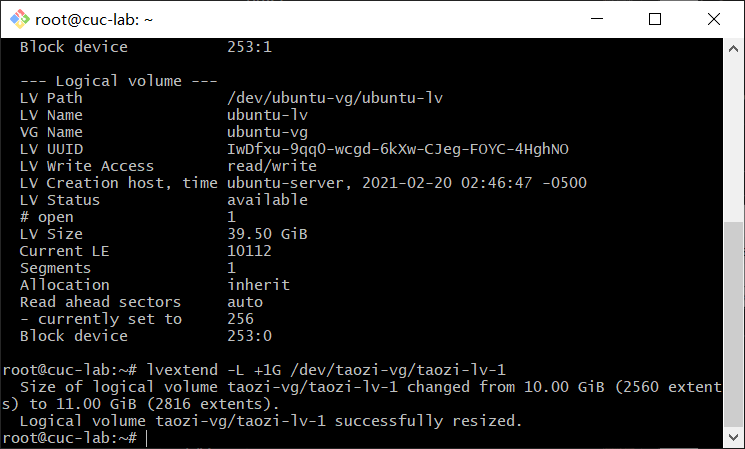 root@cuc-lab: ~
Block device 253:1
--- Logical volume ---
LV Path /dev/ubuntu-vg/ubuntu-lv
LV Name ubuntu-lv
VG Name ubuntu-vg
LV UUID IwDfxu-9qq0-wcgd-6kXw-CJeg-FOYC-4HghNO
LV Write Access read/write
LV Creation host, time ubuntu-server, 2021-02-20 02:46:47 -0500
LV Status available
# open 1
LV Size 39.50 GiB
Current LE 10112
Segments 1
Allocation inherit
Read ahead sectors auto
- currently set to 256
Block device 253:0
root@cuc-lab:~# lvextend -L +1G /dev/taozi-vg/taozi-lv-1
Size of logical volume taozi-vg/taozi-lv-1 changed from 10.00 GiB (2560 extent
s) to 11.00 GiB (2816 extents).
Logical volume taozi-vg/taozi-lv-1 successfully resized.
root@cuc-lab:~#